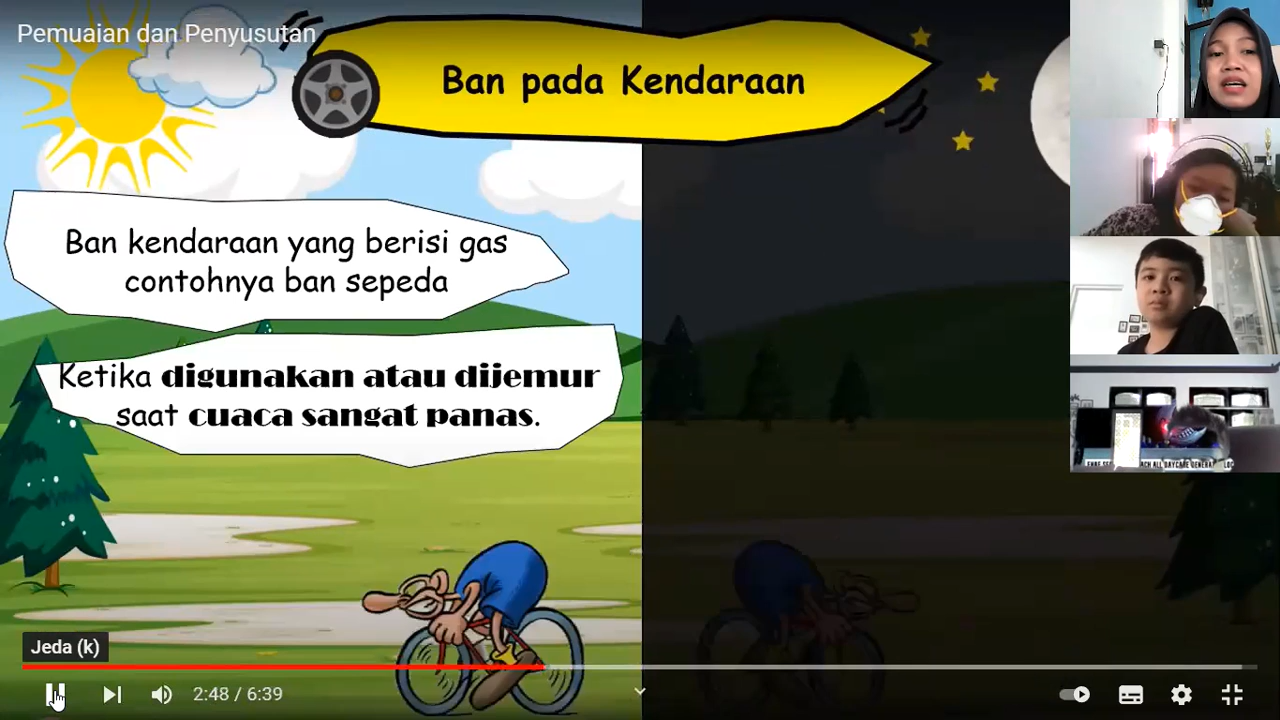 Pemuaian dan Penyusutan
Ban pada Kendaraan
Ban kendaraan yang berisi gas
contohnya ban sepeda
Ketika digunakan atau dijemur
saat cuaca sangat panas.
Jeda (k)
2:48 / 6:39